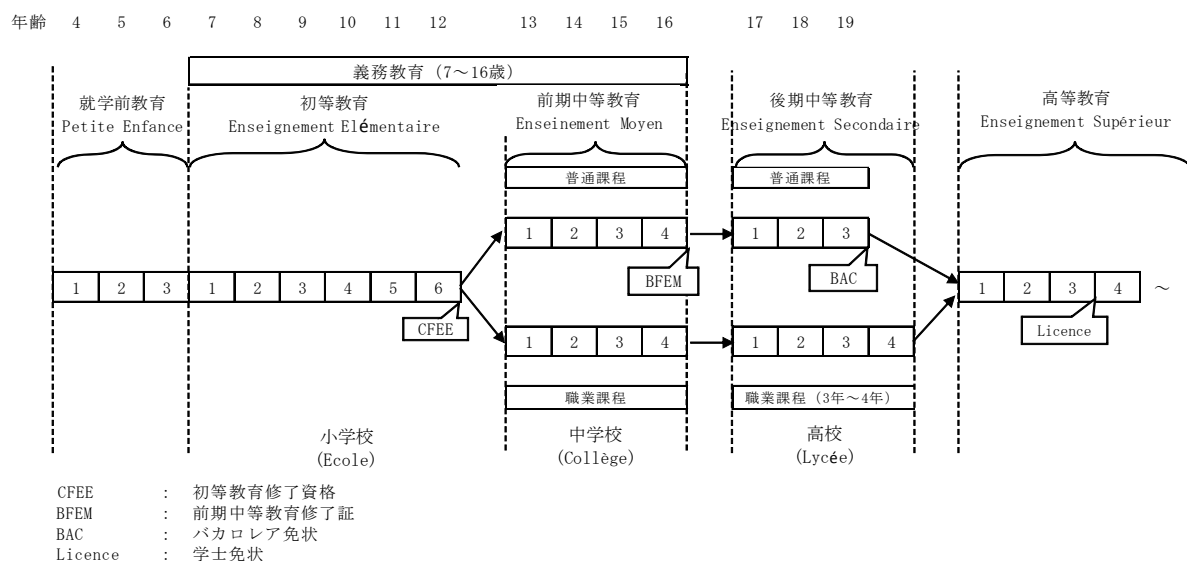 年齢 4 5 6 7 8 9 10 11 12 13 14 15 16 17 18 19
義務教育 (7～16歳)
就学前教育 初等教育 前期中等教育 後期中等教育 高等教育
Petite Enfance Enseignement Elémentaire Enseinement Moyen Enseignement Secondaire Enseignement Supérieur
普通課程 普通課程
1 2 3 4 1 2 3
BFEM BAC
1 2 3 1 2 3 4 5 6 1 2 3 4 ～
CFEE Licence
1 2 3 4 1 2 3 4
職業課程 職業課程 (3年～4年)
小学校 中学校 高校
(Ecole) (Collège) (Lycée)
CFEE : 初等教育修了資格
BFEM : 前期中等教育修了証
BAC : バカロレア免状
Licence : 学士免状